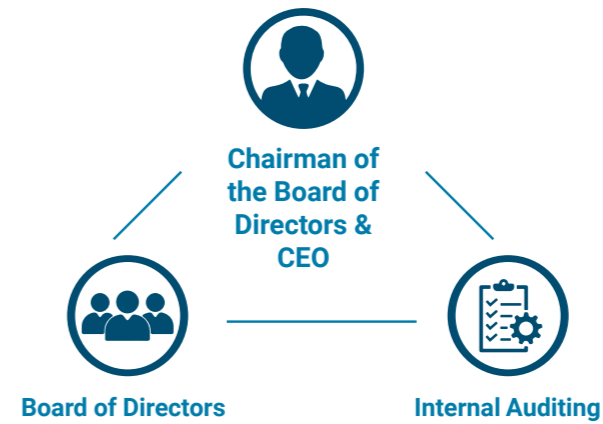 Chairman of
the Board of
Directors &
CEO
Board of Directors
Internal Auditing